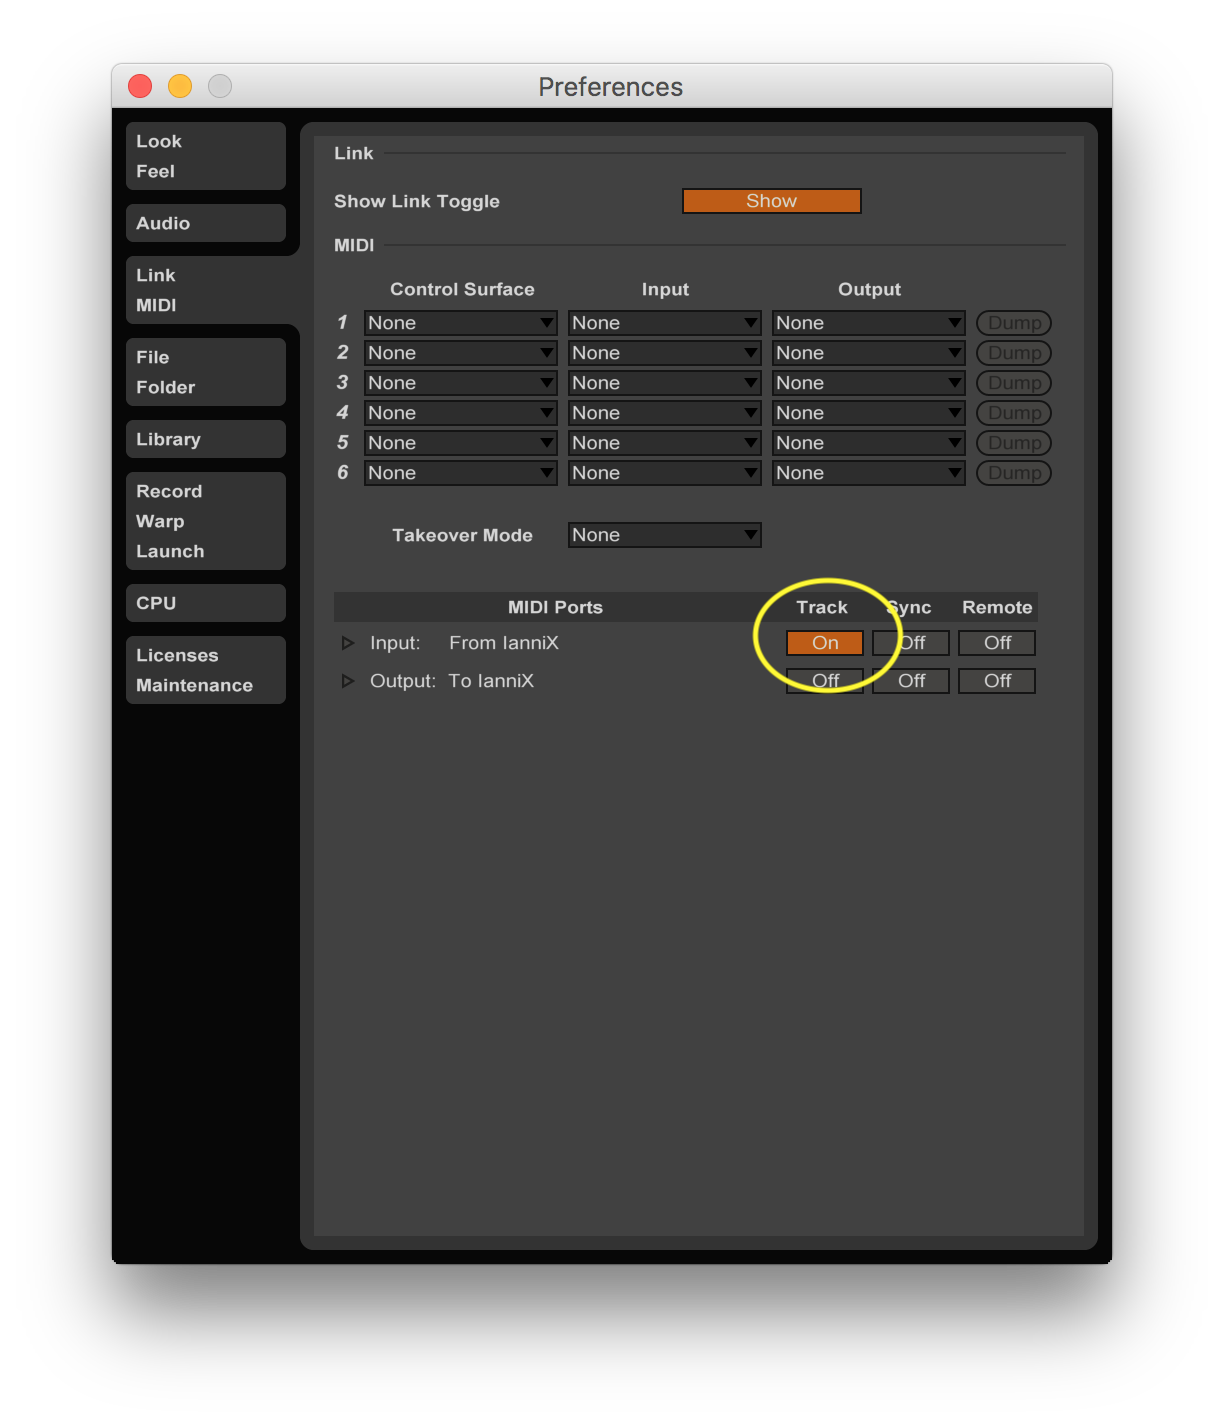 Preferences
Look
Feel
Audio
Link
MIDI
File
Folder
Library
Record
Warp
Launch
CPU
Licenses
Maintenance
Link
Show Link Toggle Show
MIDI
Control Surface Input Output
1 None None None Dump
2 None None None Dump
3 None None None Dump
4 None None None Dump
5 None None None Dump
6 None None None Dump
Takeover Mode None
MIDI Ports Track Sync Remote
Input: From IanniX On Off Off
Output: To IanniX Off Off Off